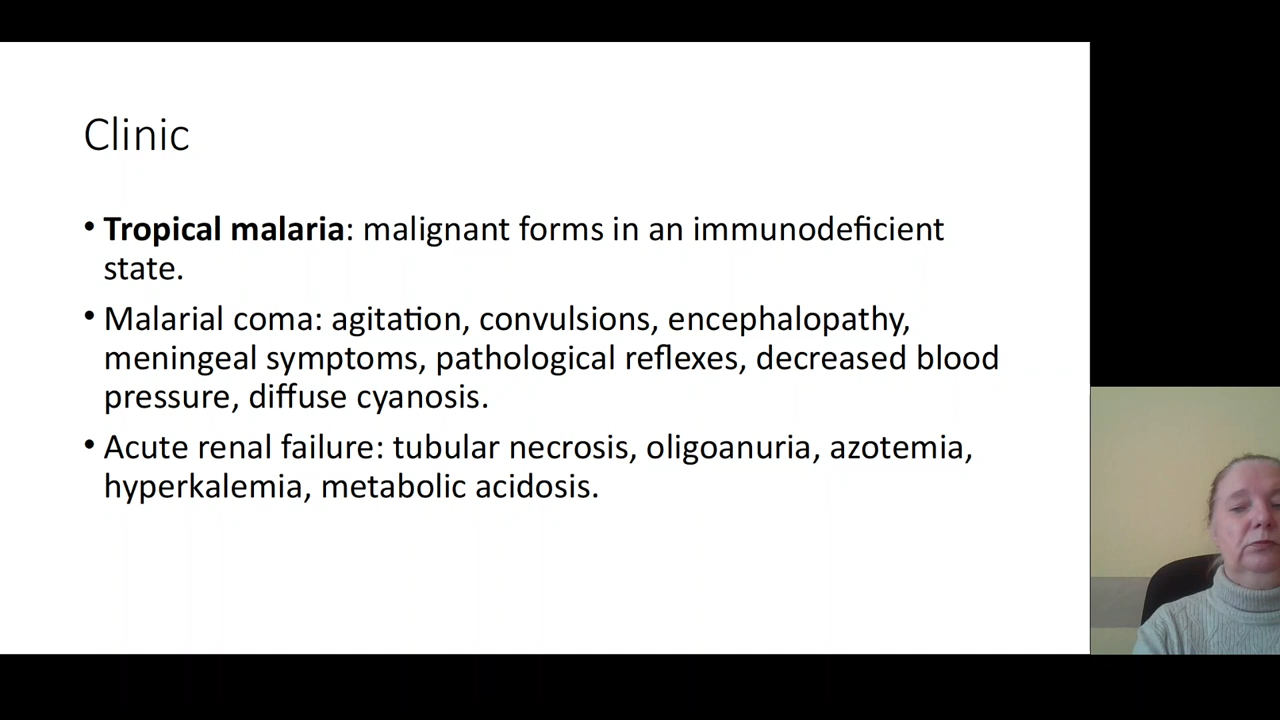 Clinic
• Tropical malaria: malignant forms in an immunodeficient
state.
• Malarial coma: agitation, convulsions, encephalopathy,
meningeal symptoms, pathological reflexes, decreased blood
pressure, diffuse cyanosis.
• Acute renal failure: tubular necrosis, oligoanuria, azotemia,
hyperkalemia, metabolic acidosis.